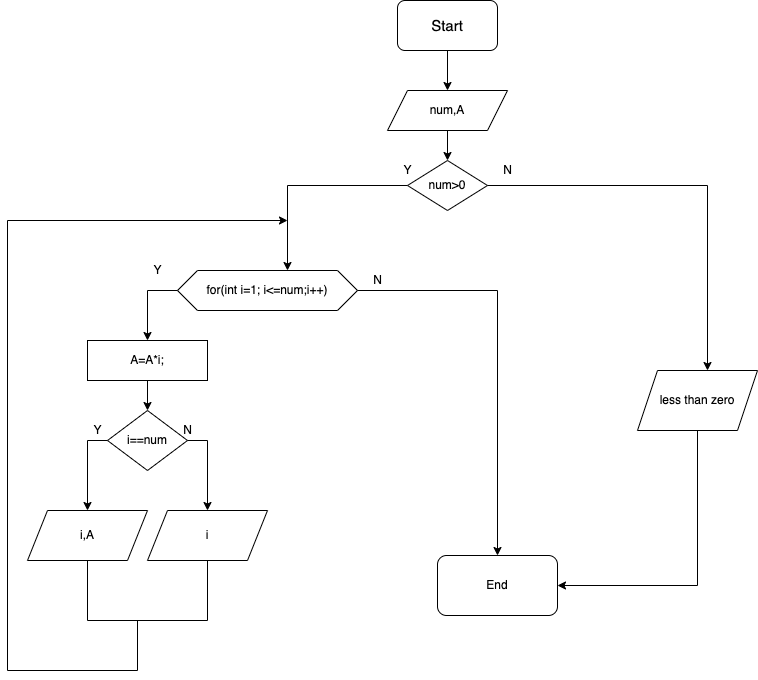 Start
num,A
Y
num>0
N
Y
for(int i=1; i<=num;i++)
N
A=A*i;
Y
i==num
N
less than zero
i,A
i
End